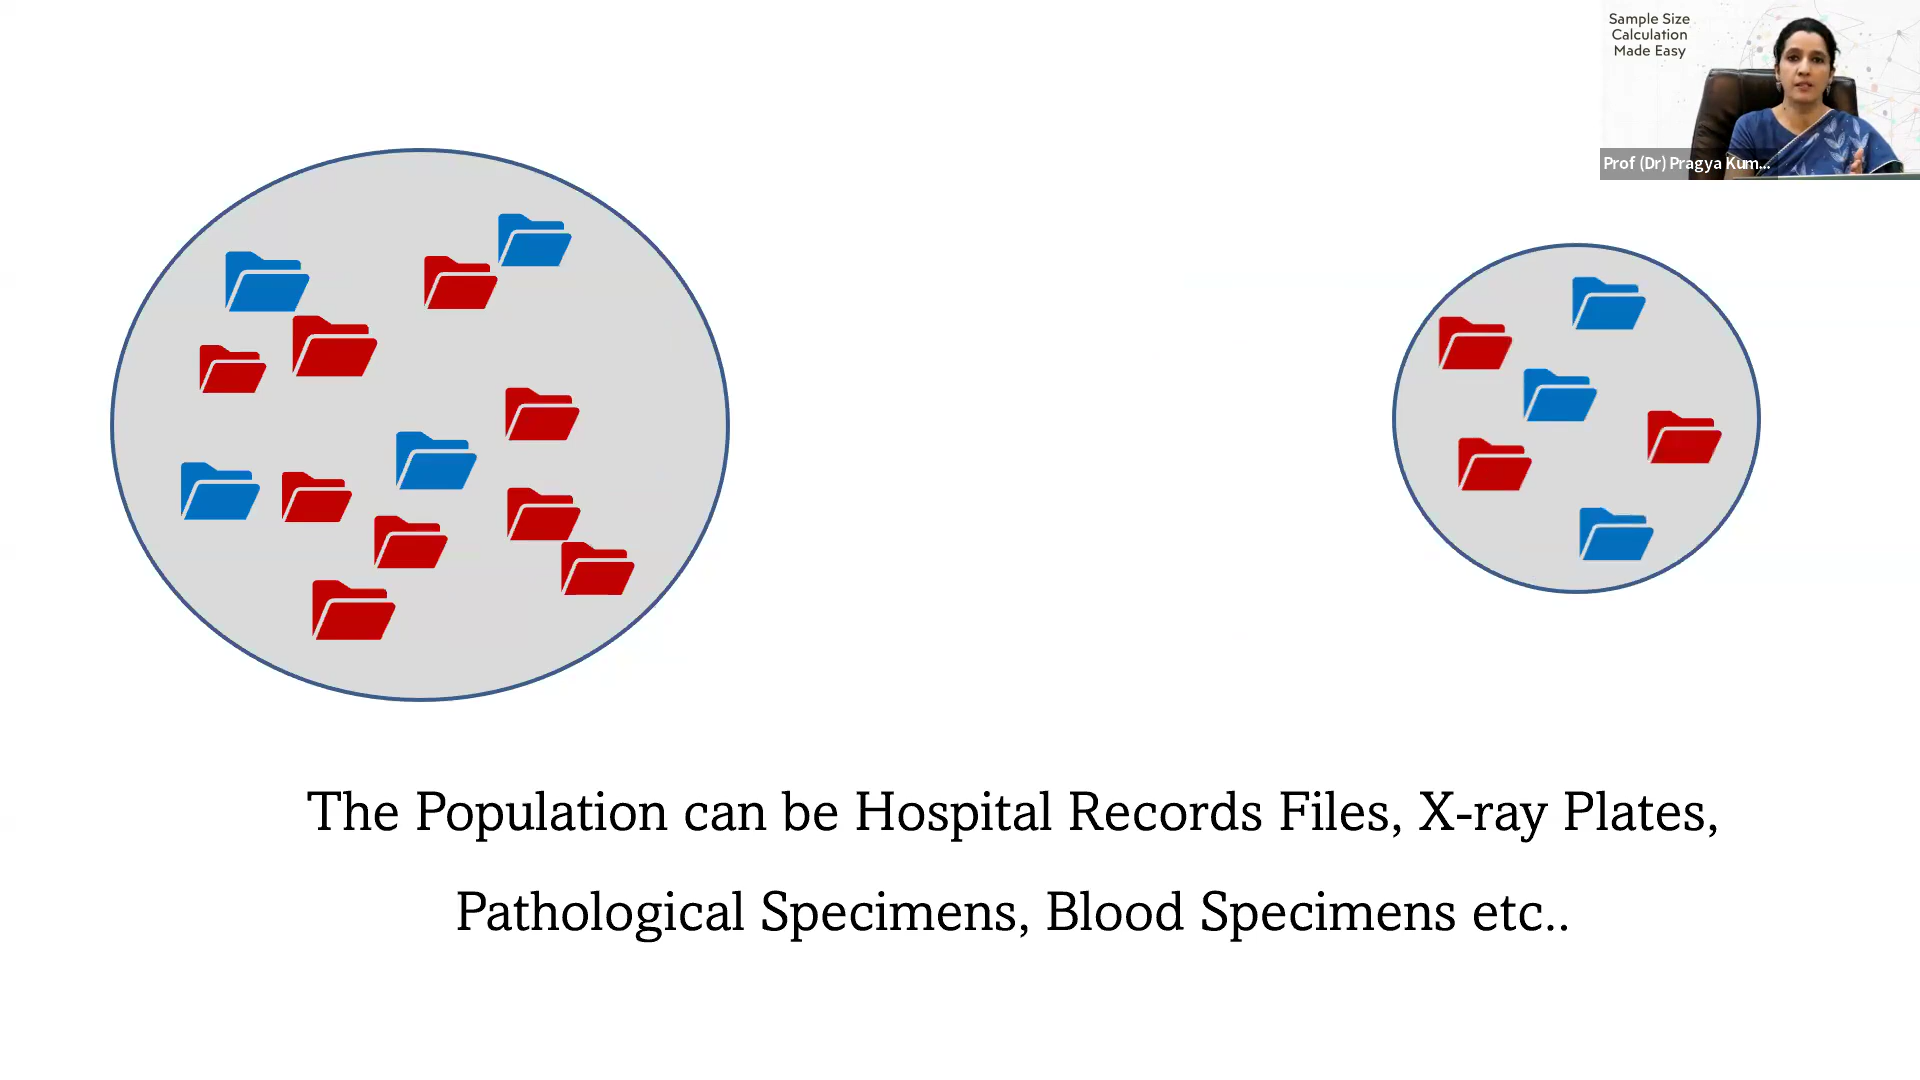 Sample Size
Calculation
Made Easy
Prof (Dr) Pragya Kum...
The Population can be Hospital Records Files, X-ray Plates,
Pathological Specimens, Blood Specimens etc..